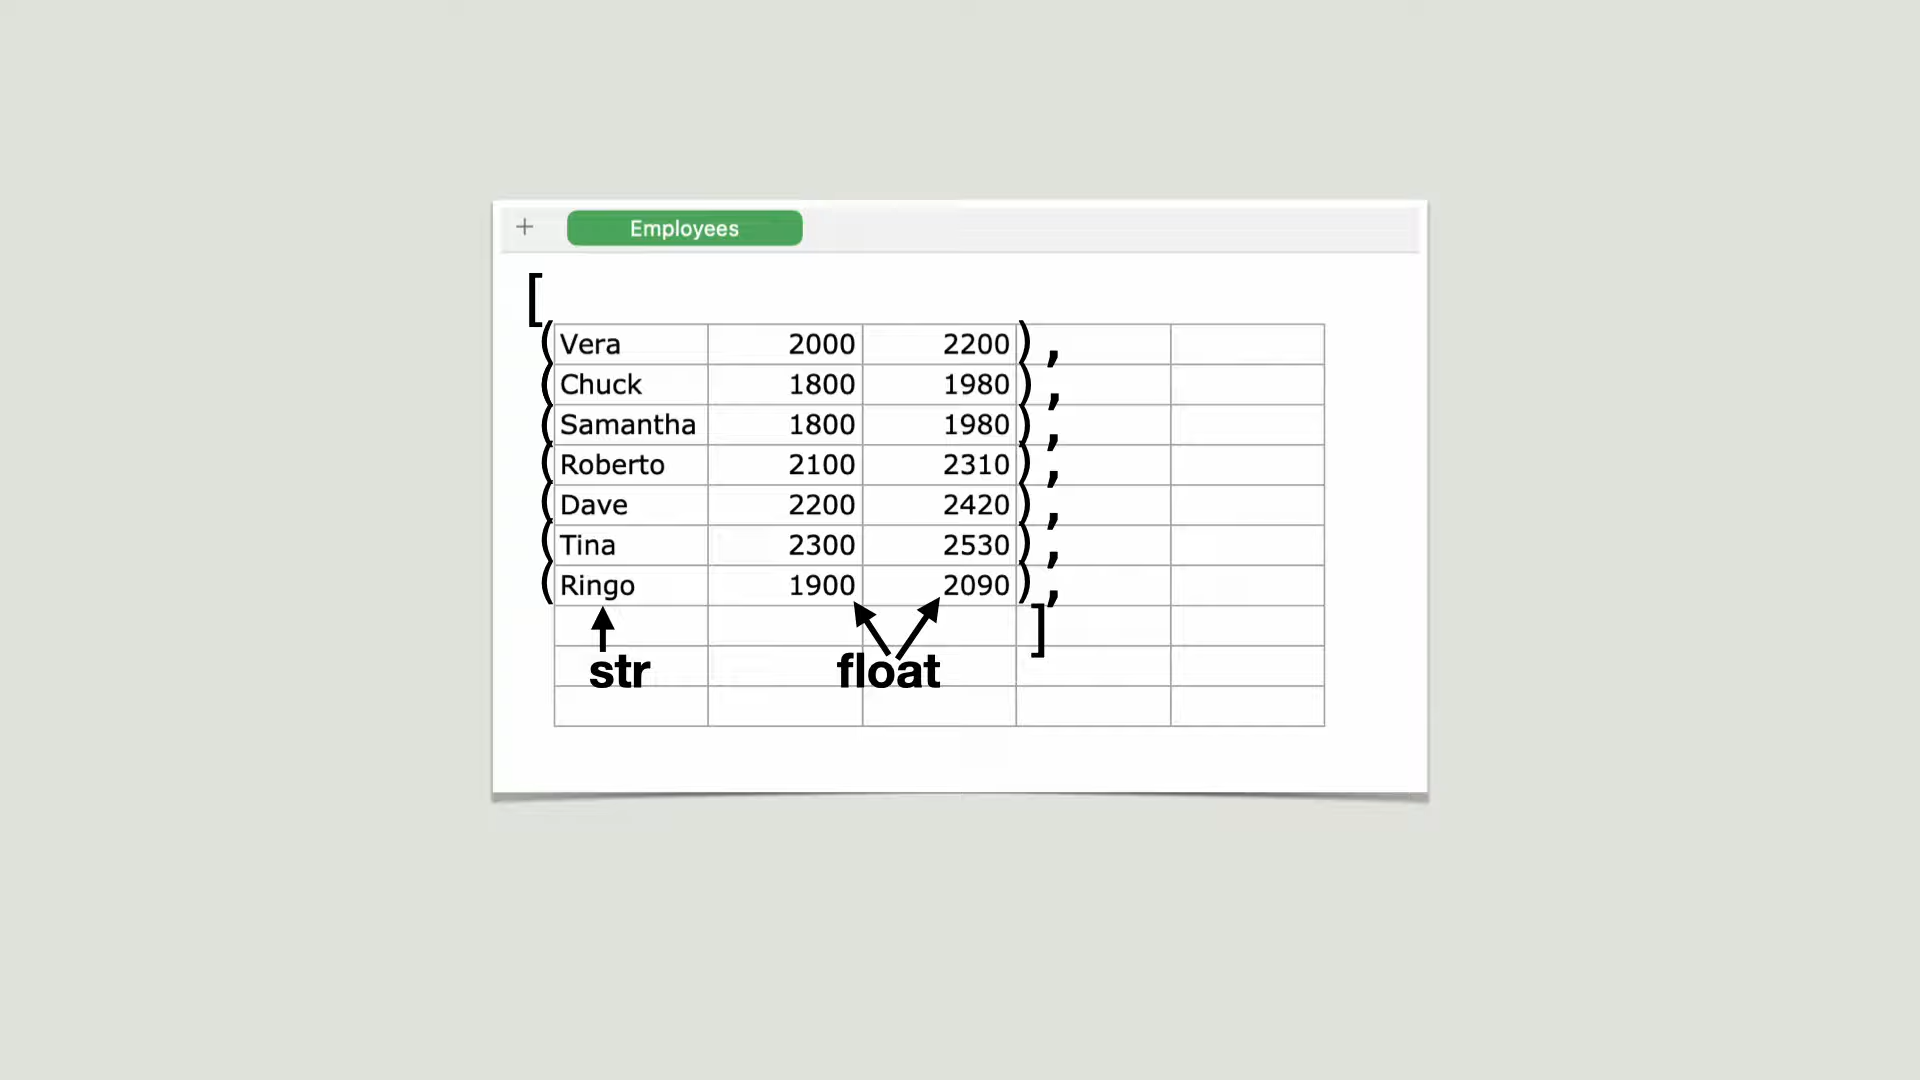 + Employees
[
( Vera 2000 2200 ) ,
( Chuck 1800 1980 ) ,
( Samantha 1800 1980 ) ,
( Roberto 2100 2310 ) ,
( Dave 2200 2420 ) ,
( Tina 2300 2530 ) ,
( Ringo 1900 2090 ) ,
]
str float